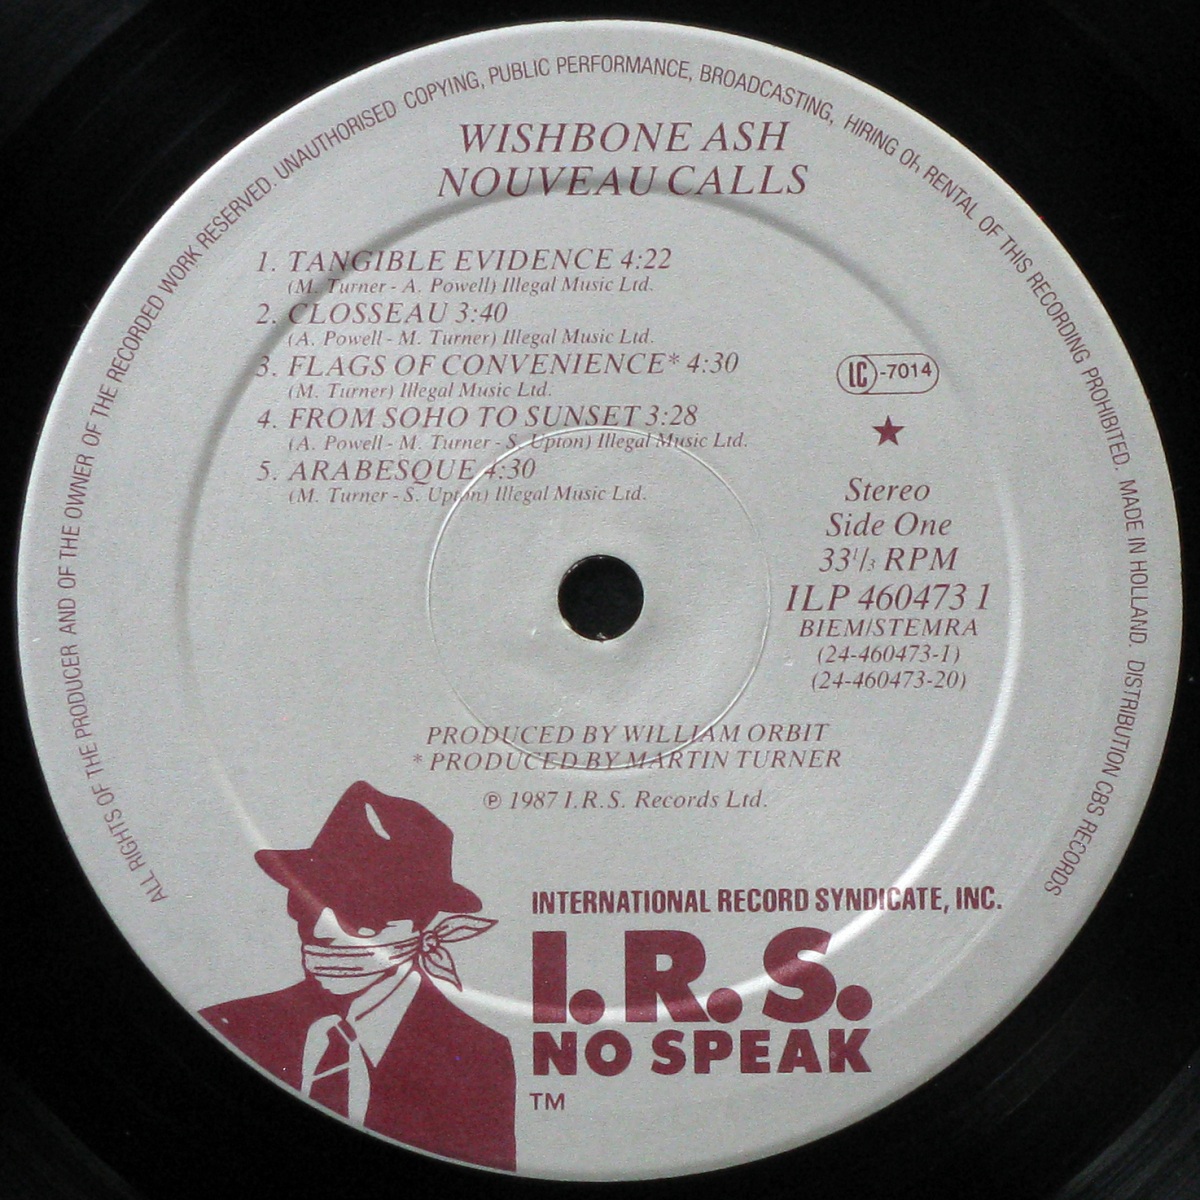 ALL RIGHTS OF THE PRODUCER AND OF THE OWNER OF THE RECORDED WORK RESERVED. UNAUTHORISED COPYING, PUBLIC PERFORMANCE, BROADCASTING, HIRING OR RENTAL OF THIS RECORDING PROHIBITED. MADE IN HOLLAND. DISTRIBUTION CBS RECORDS
WISHBONE ASH
NOUVEAU CALLS
1. TANGIBLE EVIDENCE 4:22
(M. Turner - A. Powell) Illegal Music Ltd.
2. CLOSSEAU 3:40
(A. Powell - M. Turner) Illegal Music Ltd.
3. FLAGS OF CONVENIENCE* 4:30
(M. Turner) Illegal Music Ltd.
4. FROM SOHO TO SUNSET 3:28
(A. Powell - M. Turner - S. Upton) Illegal Music Ltd.
5. ARABESQUE 4:30
(M. Turner - S. Upton) Illegal Music Ltd.
LC-7014
Stereo
Side One
33 1/3 RPM
ILP 460473 1
BIEM/STEMRA
(24-460473-1)
(24-460473-20)
PRODUCED BY WILLIAM ORBIT
* PRODUCED BY MARTIN TURNER
℗ 1987 I.R.S. Records Ltd.
INTERNATIONAL RECORD SYNDICATE, INC.
I.R.S.
NO SPEAK
TM